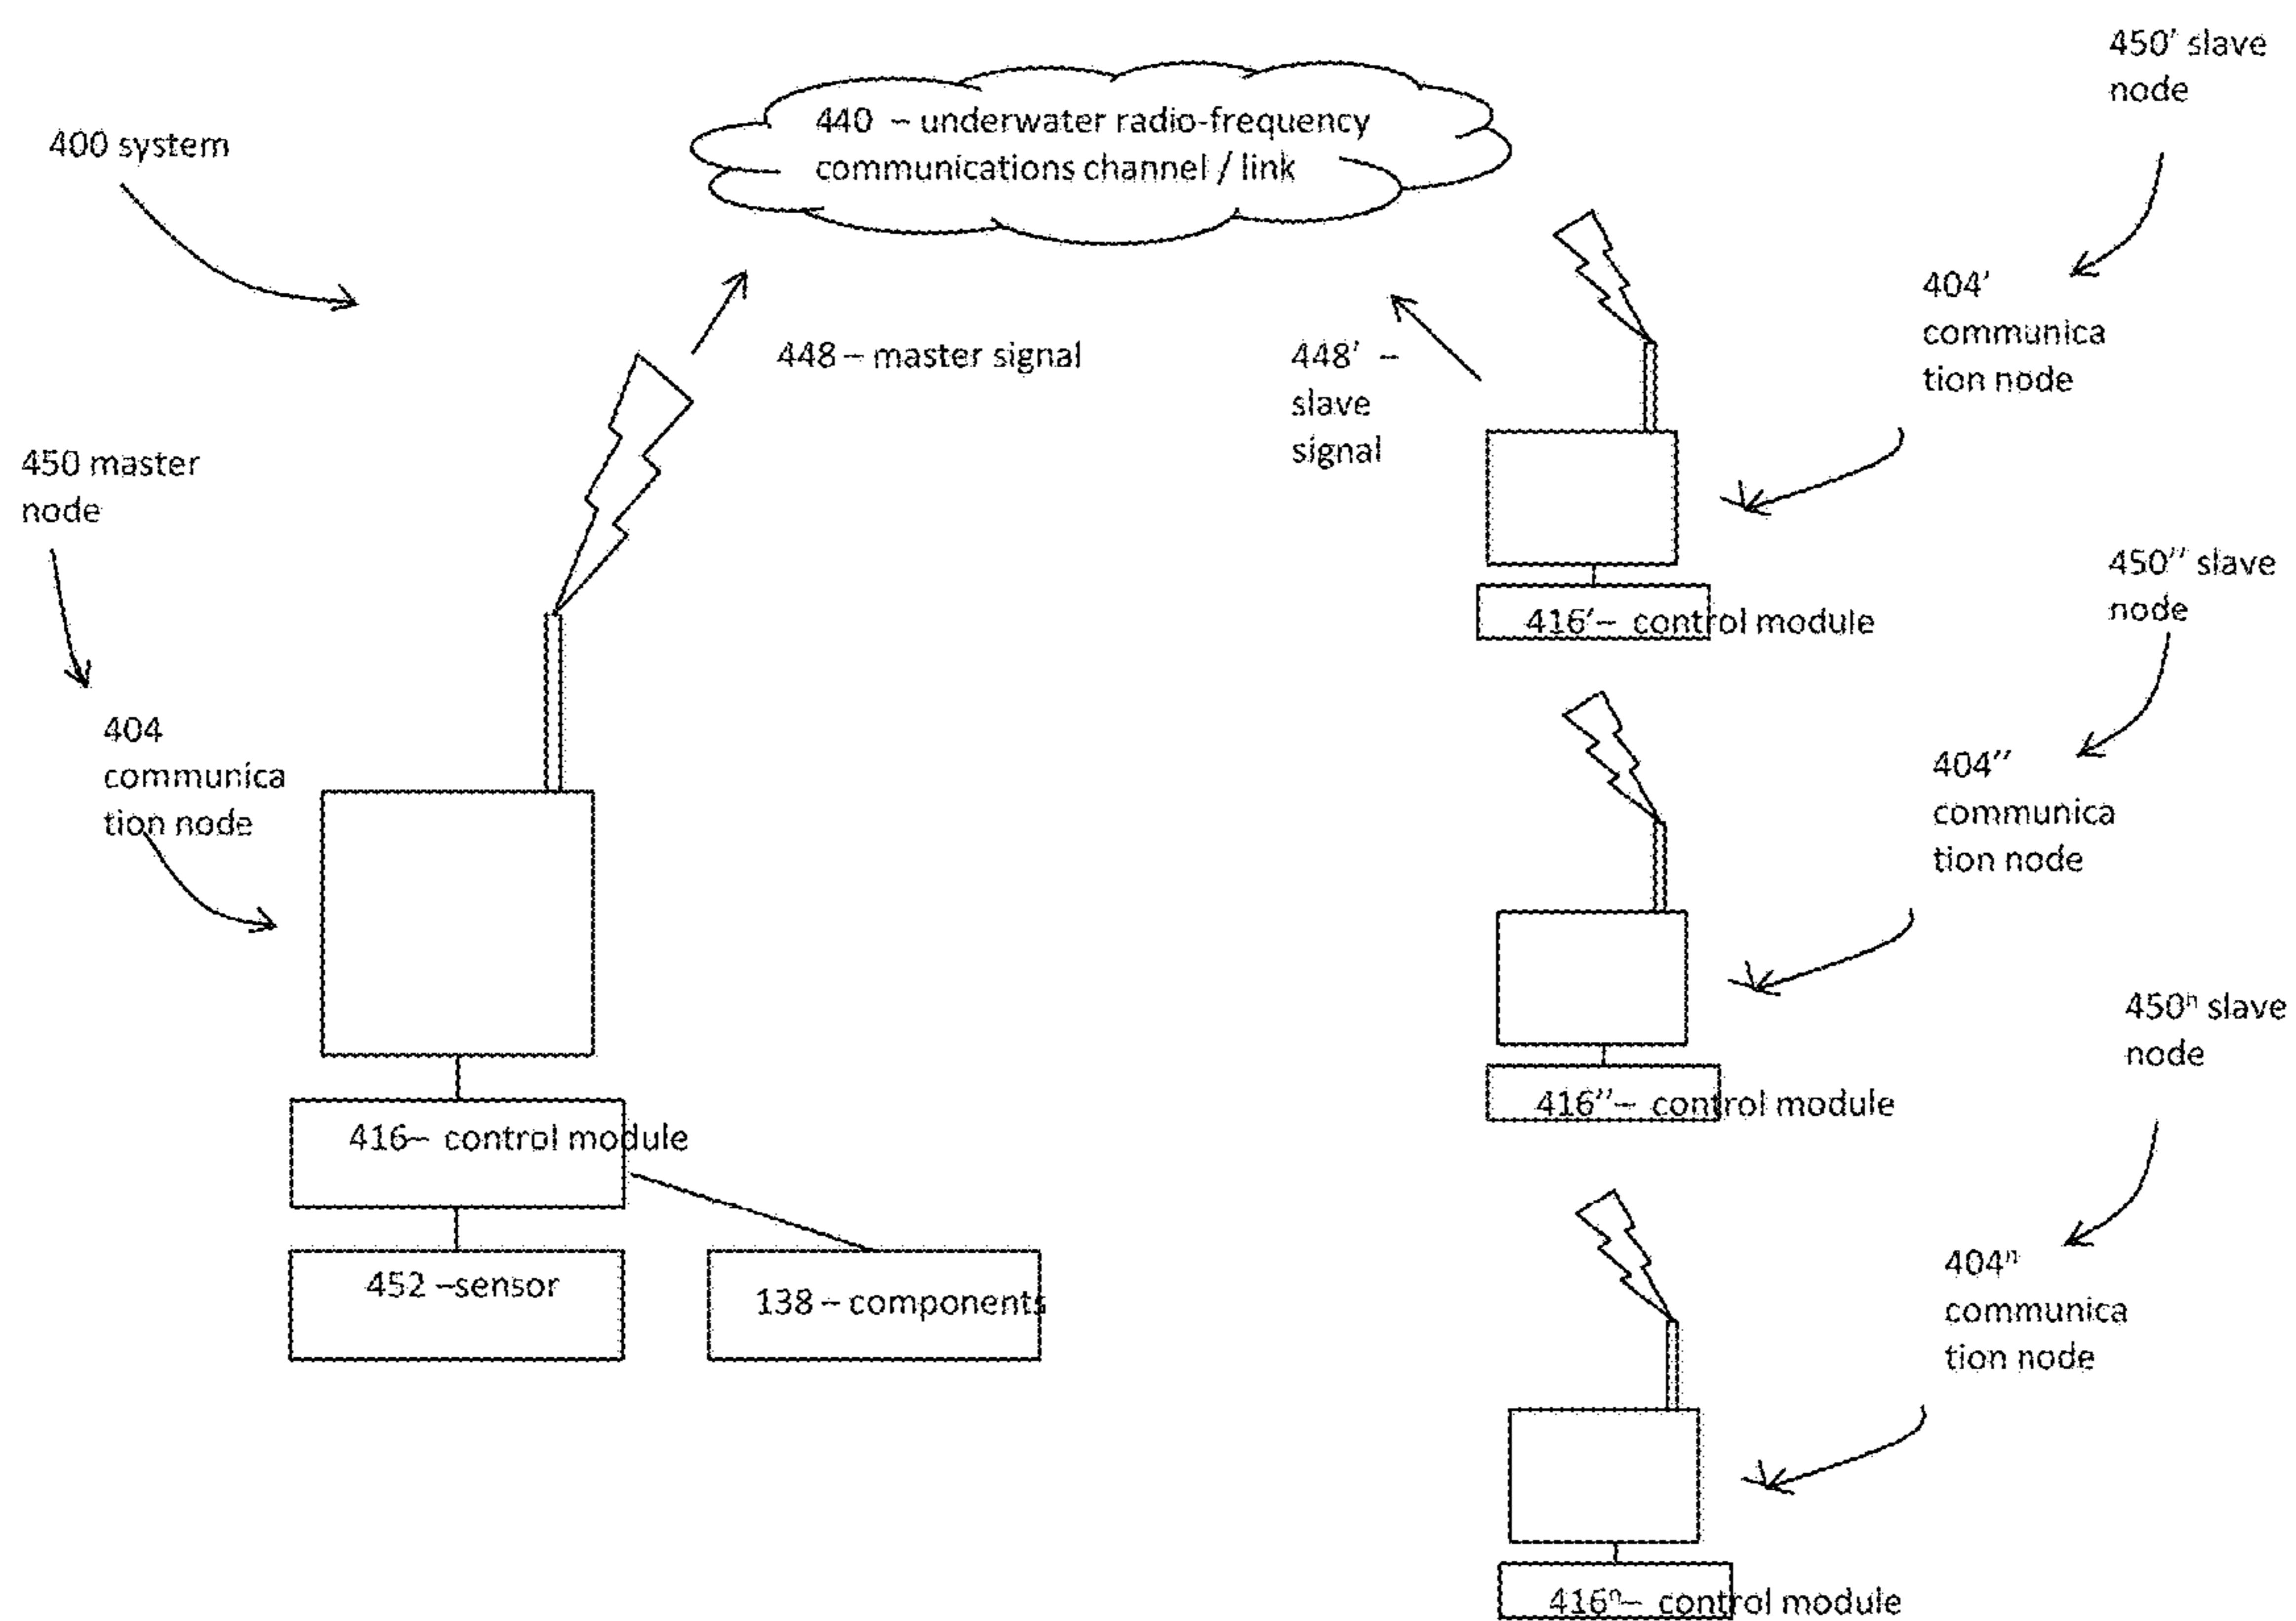 400 system
440 – underwater radio-frequency
communications channel / link
450' slave
node
404'
communica
tion node
448 – master signal
448' –
slave
signal
450 master
node
416'– control module
450'' slave
node
404
communica
tion node
404''
communica
tion node
416''– control module
450ⁿ slave
node
416– control module
452 –sensor
138 – components
404ⁿ
communica
tion node
416ⁿ– control module